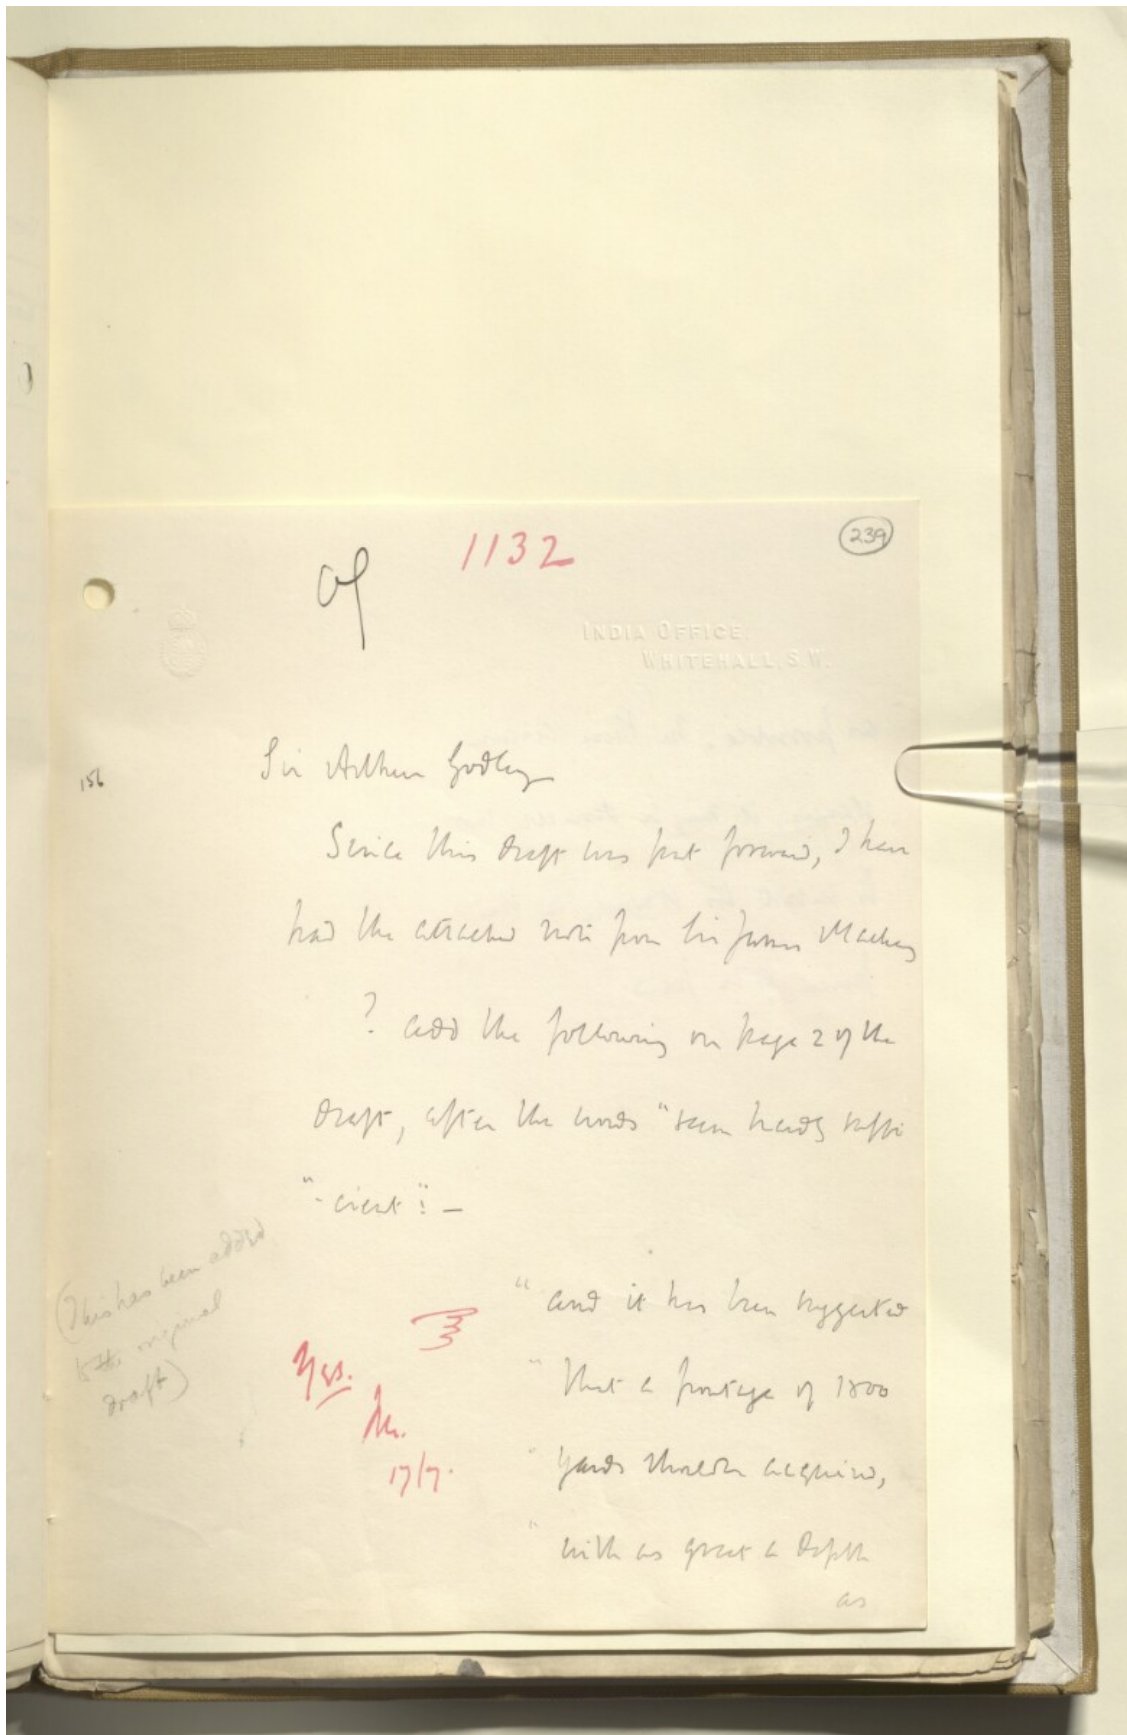 1132
239
INDIA OFFICE,
WHITEHALL, S.W.
156
Sir Arthur Godley
Since this draft was put forward, I have
had the attached note from Sir James Mackay
? add the following on page 2 of the
draft, after the words "seem hardly suffi
"-cient": —
(This has been added
to the original
draft)
"and it has been suggested
"that a frontage of 1800
"yards should be acquired,
"with as great a depth
as
Yes.
17/7.